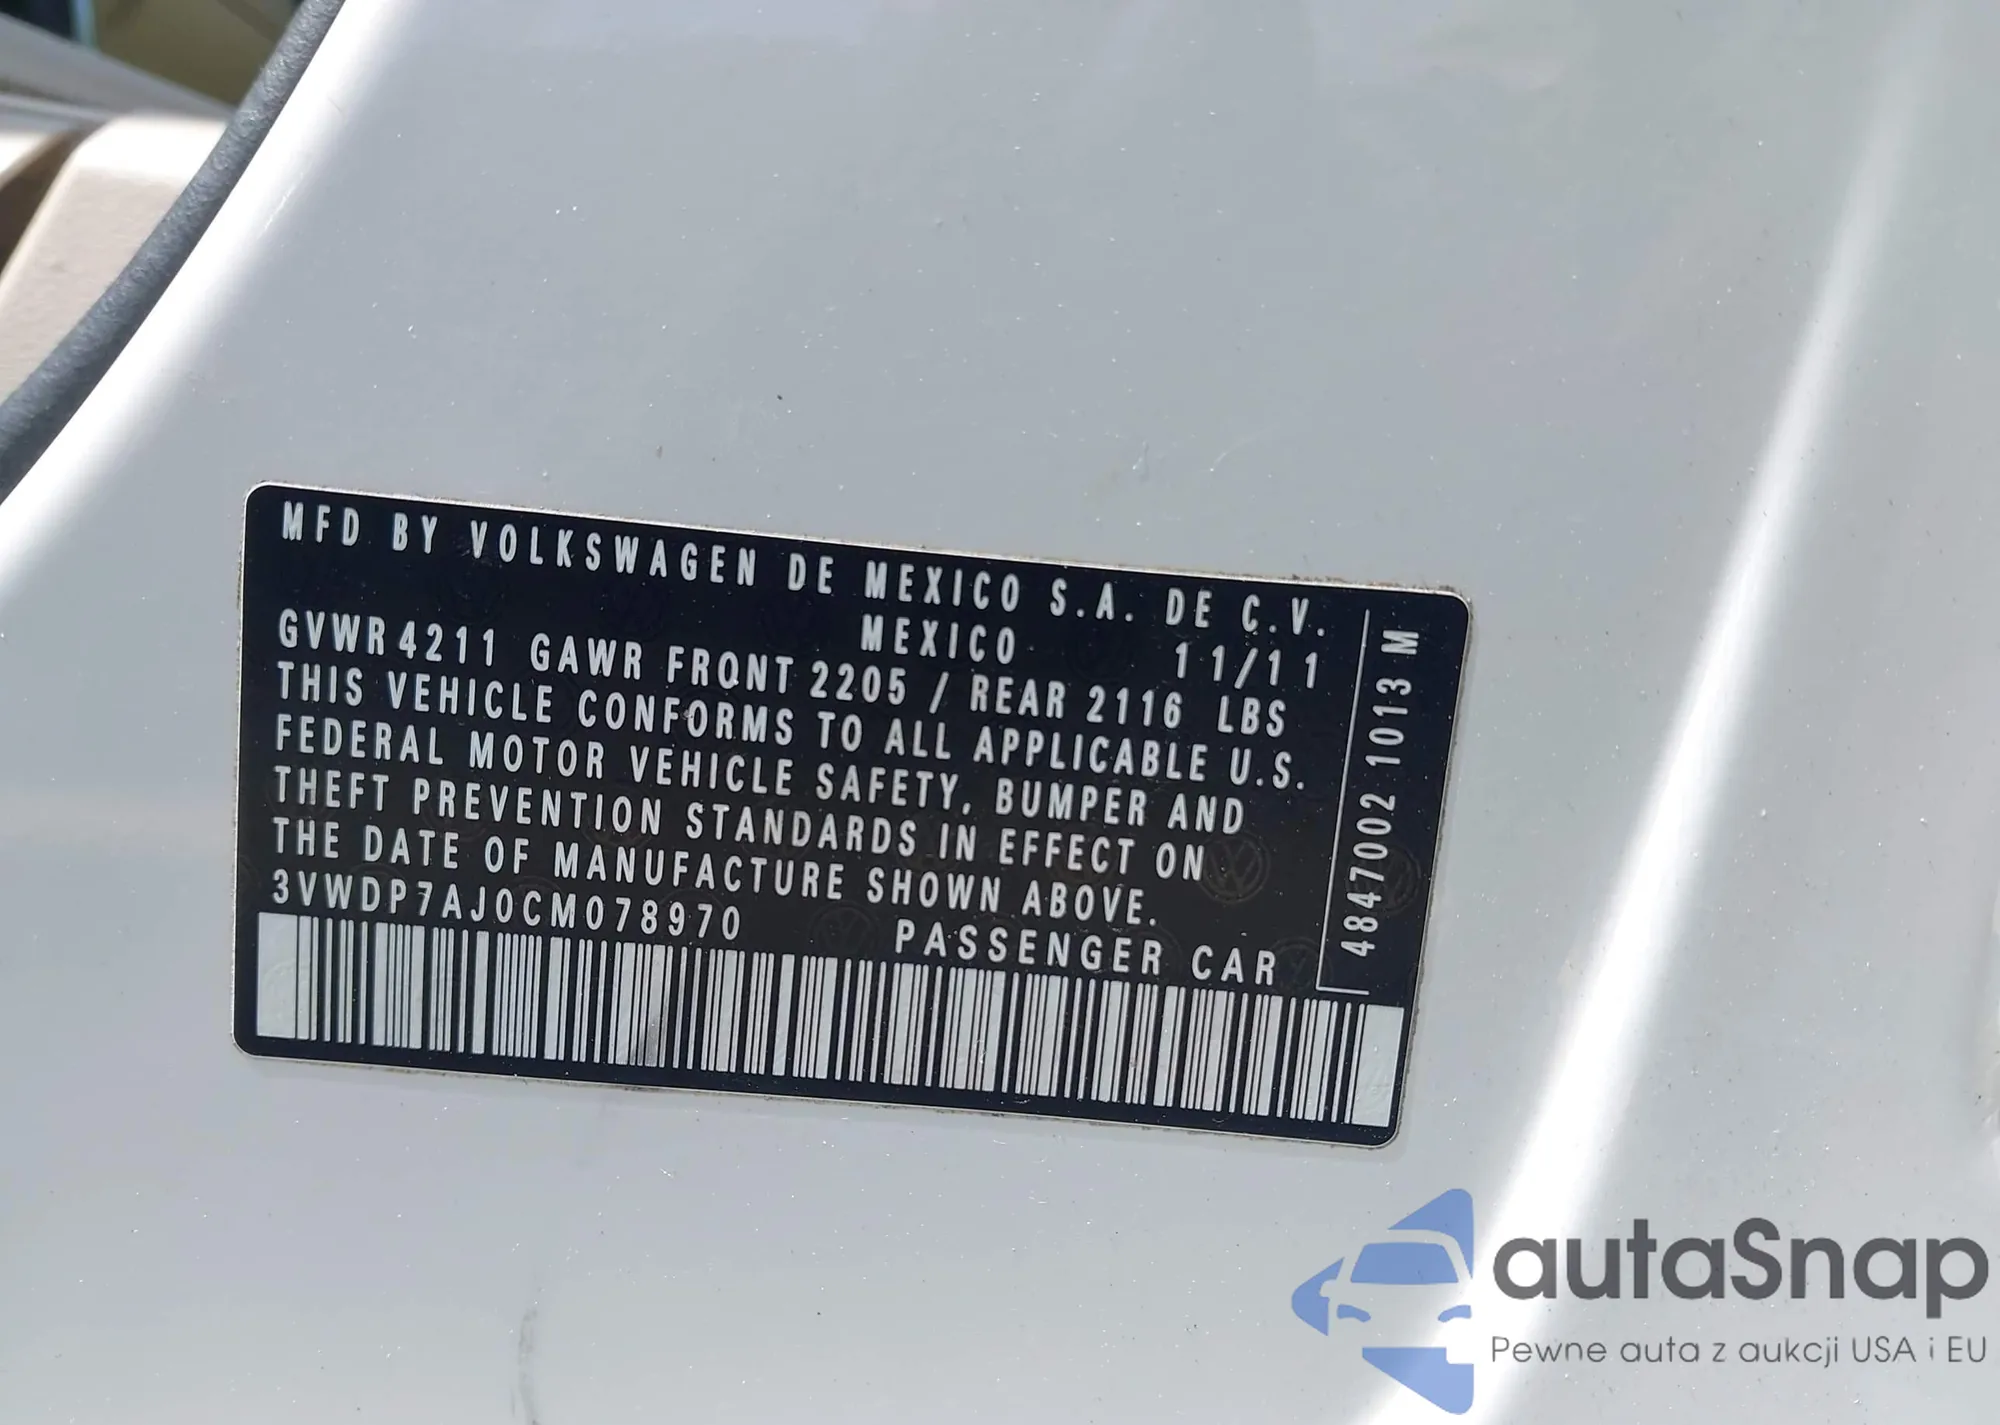 MFD BY VOLKSWAGEN DE MEXICO S.A. DE C.V.
MEXICO 11/11
GVWR 4211 GAWR FRONT 2205 / REAR 2116 LBS
THIS VEHICLE CONFORMS TO ALL APPLICABLE U.S.
FEDERAL MOTOR VEHICLE SAFETY, BUMPER AND
THEFT PREVENTION STANDARDS IN EFFECT ON
THE DATE OF MANUFACTURE SHOWN ABOVE.
3VWDP7AJ0CM078970 PASSENGER CAR
4847002 1013 M
autaSnap
Pewne auta z aukcji USA i EU